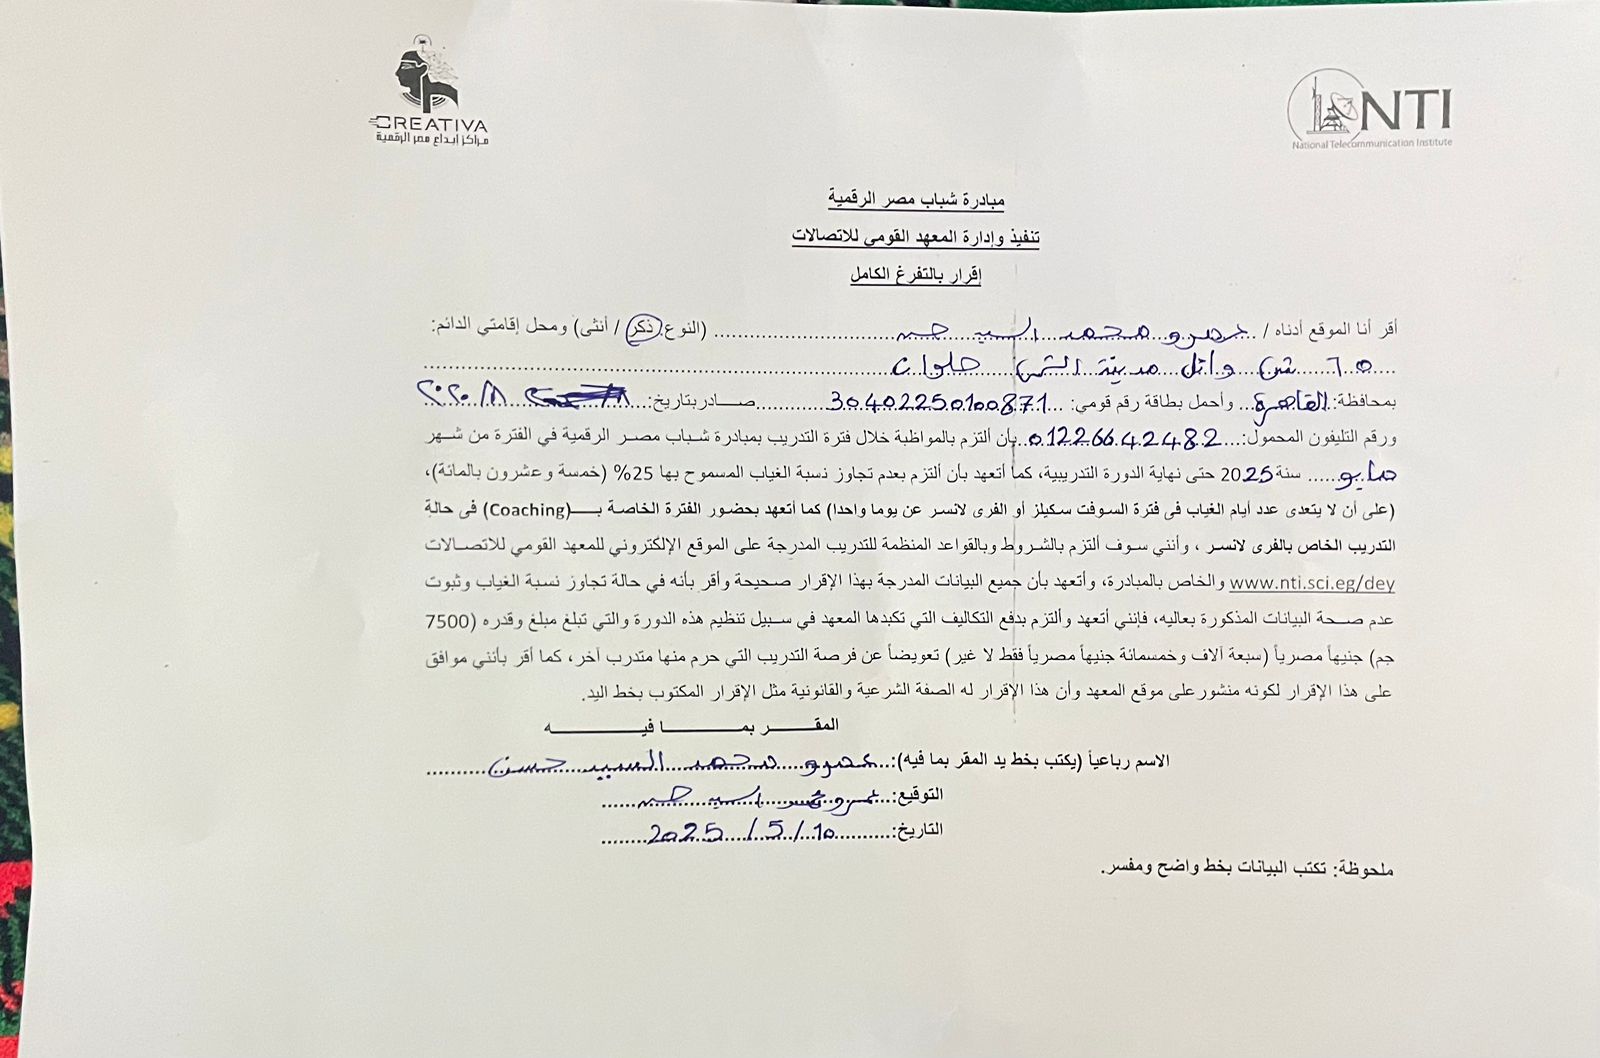 CREATIVA
مراكز إبداع مصر الرقمية
NTI
National Telecommunication Institute
مبادرة شباب مصر الرقمية
تنفيذ وإدارة المعهد القومي للاتصالات
إقرار بالتفرغ الكامل
أقر أنا الموقع أدناه / عمرو محمد السيد حسن (النوع: ذكر / أنثى) ومحل إقامتي الدائم:
٦٥ ش وائل مدينة الهدى حلوان
بمحافظة: القاهرة وأحمل بطاقة رقم قومي: 30402250100871 صادر بتاريخ:
ورقم التليفون المحمول: 01226642482 بأن ألتزم بالمواظبة خلال فترة التدريب بمبادرة شباب مصر الرقمية في الفترة من شهر
مايو سنة 2025 حتى نهاية الدورة التدريبية، كما أتعهد بأن ألتزم بعدم تجاوز نسبة الغياب المسموح بها 25% (خمسة وعشرون بالمائة)،
(على أن لا يتعدى عدد أيام الغياب فى فترة السوفت سكيلز أو الفرى لانسر عن يوما واحدا) كما أتعهد بحضور الفترة الخاصة بـ(Coaching) فى حالة
التدريب الخاص بالفرى لانسر ، وأنني سوف ألتزم بالشروط وبالقواعد المنظمة للتدريب المدرجة على الموقع الإلكتروني للمعهد القومي للاتصالات
www.nti.sci.eg/dey والخاص بالمبادرة، وأتعهد بأن جميع البيانات المدرجة بهذا الإقرار صحيحة وأقر بأنه في حالة تجاوز نسبة الغياب وثبوت
عدم صحة البيانات المذكورة بعاليه، فإنني أتعهد وألتزم بدفع التكاليف التي تكبدها المعهد في سبيل تنظيم هذه الدورة والتي تبلغ مبلغ وقدره (7500
جم) جنيهاً مصرياً (سبعة آلاف وخمسمائة جنيهاً مصرياً فقط لا غير) تعويضاً عن فرصة التدريب التي حرم منها متدرب آخر، كما أقر بأنني موافق
على هذا الإقرار لكونه منشور على موقع المعهد وأن هذا الإقرار له الصفة الشرعية والقانونية مثل الإقرار المكتوب بخط اليد.
المقر بما فيه
الاسم رباعياً (يكتب بخط يد المقر بما فيه): عمرو محمد السيد حسن
التوقيع: عمرو محمد السيد حسن
التاريخ: 10 / 5 / 2025
ملحوظة: تكتب البيانات بخط واضح ومفسر.